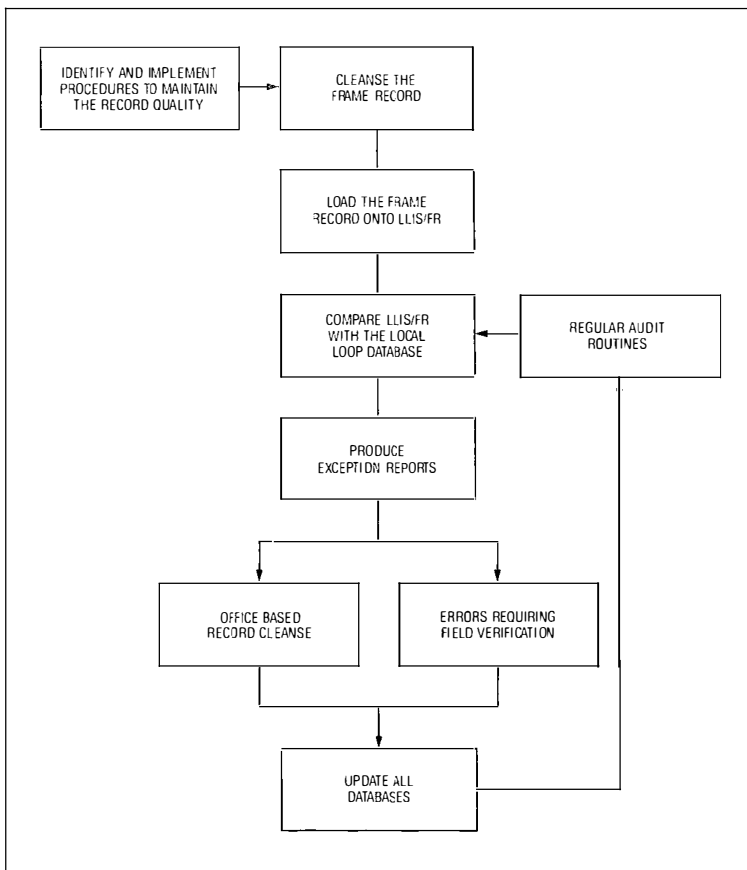 IDENTIFY AND IMPLEMENT
PROCEDURES TO MAINTAIN
THE RECORD QUALITY
CLEANSE THE
FRAME RECORD
LOAD THE FRAME
RECORD ONTO LLIS/FR
COMPARE LLIS/FR
WITH THE LOCAL
LOOP DATABASE
REGULAR AUDIT
ROUTINES
PRODUCE
EXCEPTION REPORTS
OFFICE BASED
RECORD CLEANSE
ERRORS REQUIRING
FIELD VERIFICATION
UPDATE ALL
DATABASES